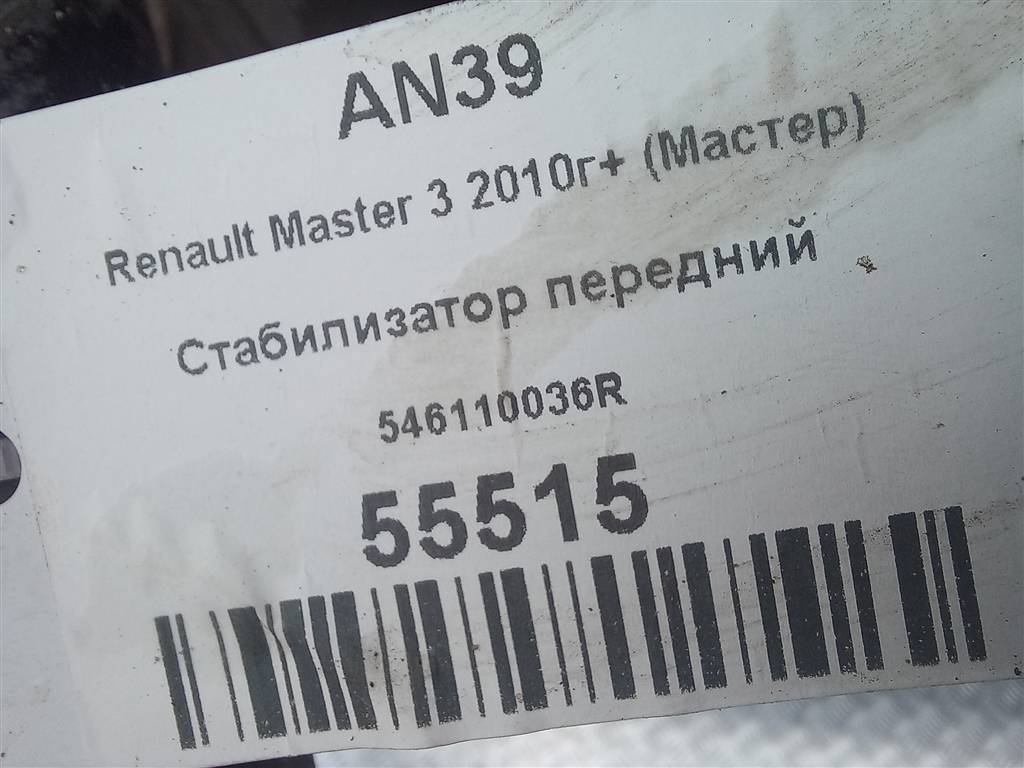 AN39
Renault Master 3 2010г+ (Мастер)
Стабилизатор передний
546110036R
55515